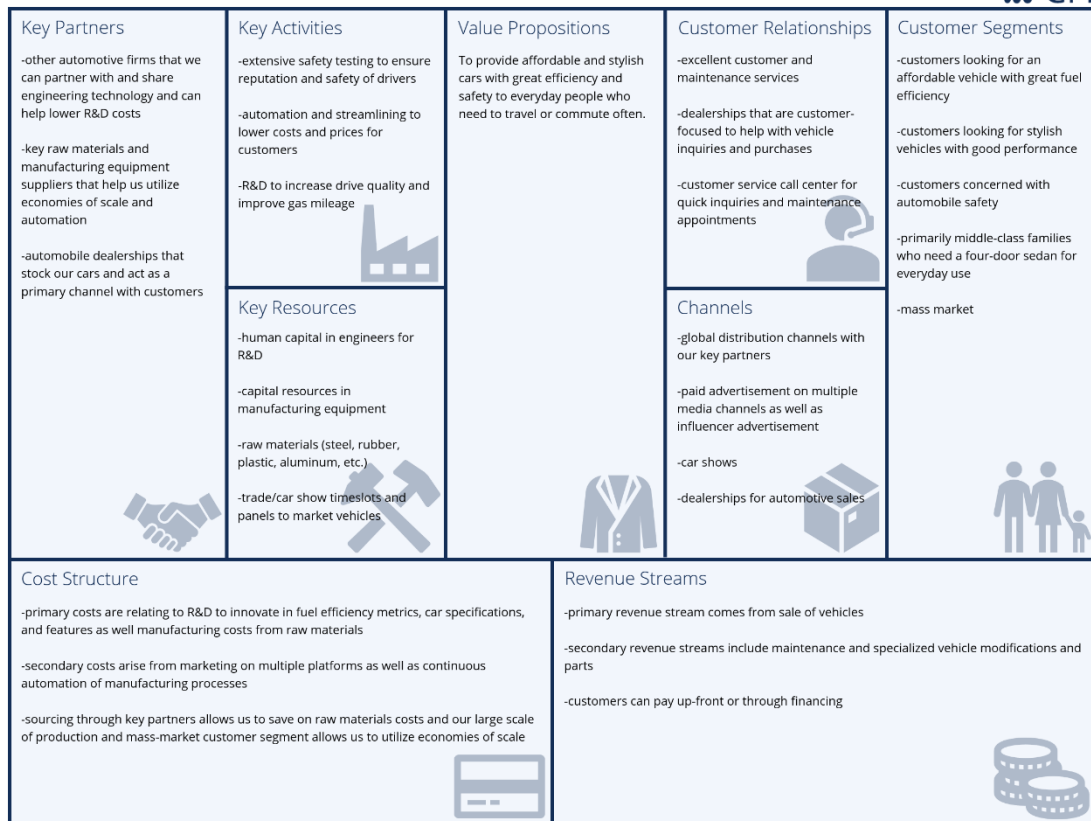 Key Partners
-other automotive firms that we
can partner with and share
engineering technology and can
help lower R&D costs
-key raw materials and
manufacturing equipment
suppliers that help us utilize
economies of scale and
automation
-automobile dealerships that
stock our cars and act as a
primary channel with customers
Key Activities
-extensive safety testing to ensure
reputation and safety of drivers
-automation and streamlining to
lower costs and prices for
customers
-R&D to increase drive quality and
improve gas mileage
Key Resources
-human capital in engineers for
R&D
-capital resources in
manufacturing equipment
-raw materials (steel, rubber,
plastic, aluminum, etc.)
-trade/car show timeslots and
panels to market vehicles
Value Propositions
To provide affordable and stylish
cars with great efficiency and
safety to everyday people who
need to travel or commute often.
Customer Relationships
-excellent customer and
maintenance services
-dealerships that are customer-
focused to help with vehicle
inquiries and purchases
-customer service call center for
quick inquiries and maintenance
appointments
Channels
-global distribution channels with
our key partners
-paid advertisement on multiple
media channels as well as
influencer advertisement
-car shows
-dealerships for automotive sales
Customer Segments
-customers looking for an
affordable vehicle with great fuel
efficiency
-customers looking for stylish
vehicles with good performance
-customers concerned with
automobile safety
-primarily middle-class families
who need a four-door sedan for
everyday use
-mass market
Cost Structure
-primary costs are relating to R&D to innovate in fuel efficiency metrics, car specifications,
and features as well manufacturing costs from raw materials
-secondary costs arise from marketing on multiple platforms as well as continuous
automation of manufacturing processes
-sourcing through key partners allows us to save on raw materials costs and our large scale
of production and mass-market customer segment allows us to utilize economies of scale
Revenue Streams
-primary revenue stream comes from sale of vehicles
-secondary revenue streams include maintenance and specialized vehicle modifications and
parts
-customers can pay up-front or through financing